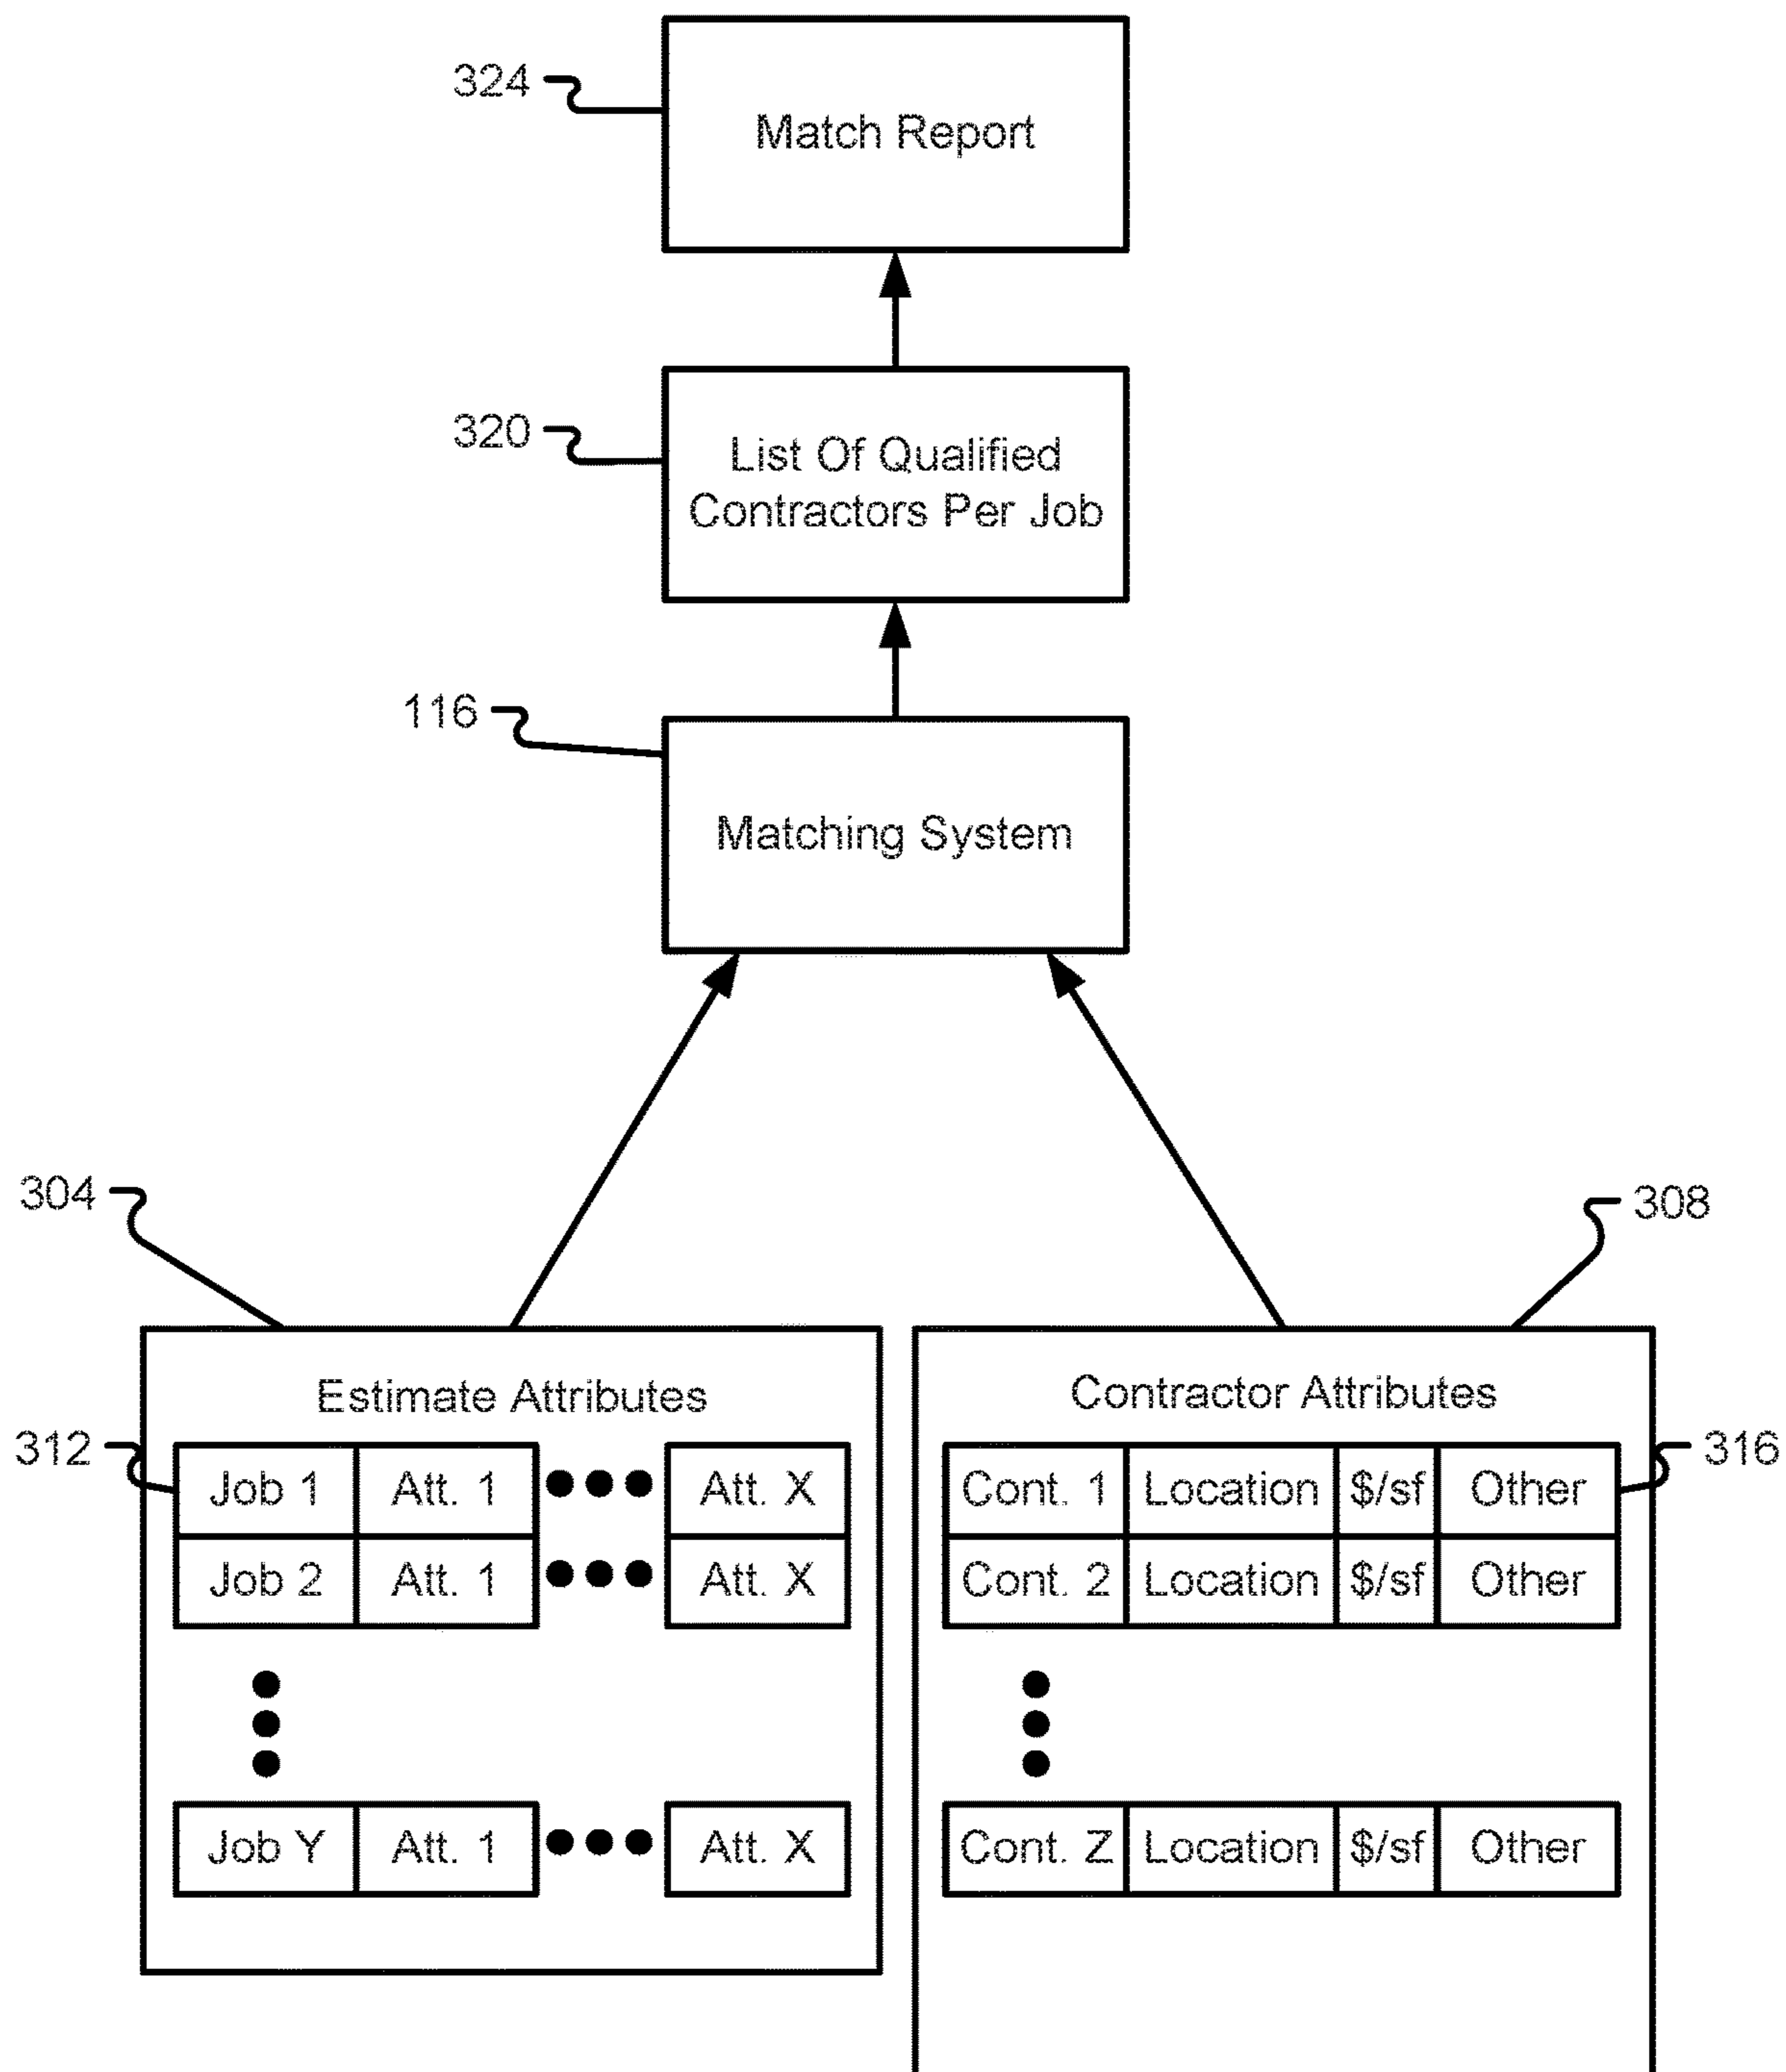 324
Match Report
320
List Of Qualified
Contractors Per Job
116
Matching System
304
308
Estimate Attributes
Contractor Attributes
312
316
Job 1 Att. 1 Att. X
Cont. 1 Location $/sf Other
Job 2 Att. 1 Att. X
Cont. 2 Location $/sf Other
Job Y Att. 1 Att. X
Cont. Z Location $/sf Other